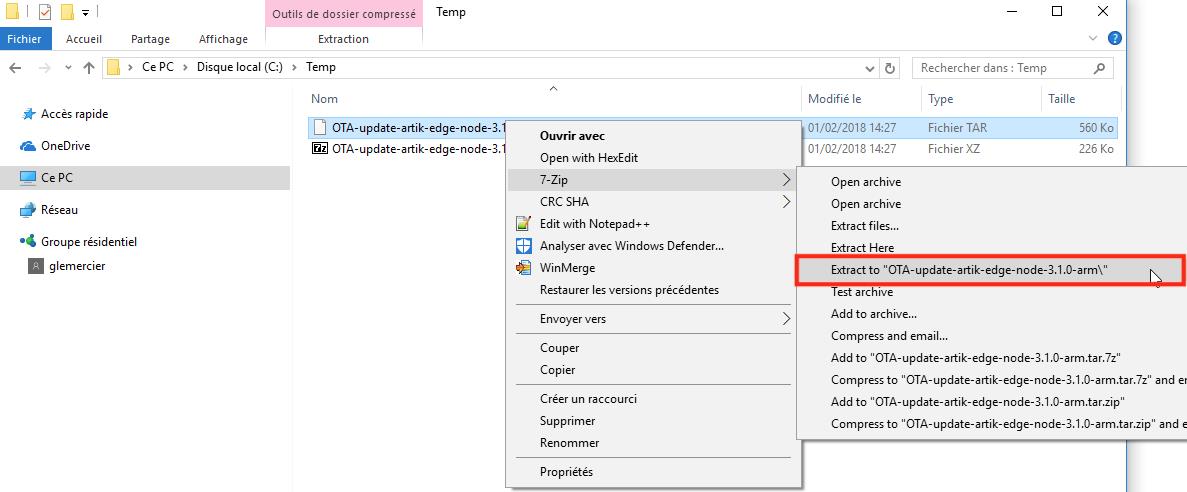 Outils de dossier compressé
Temp
Fichier
Accueil
Partage
Affichage
Extraction
Ce PC > Disque local (C:) > Temp
Rechercher dans : Temp
Nom
Modifié le
Type
Taille
Accès rapide
OneDrive
Ce PC
Réseau
Groupe résidentiel
glemercier
OTA-update-artik-edge-node-3.1
01/02/2018 14:27
Fichier TAR
560 Ko
7z
OTA-update-artik-edge-node-3.1
01/02/2018 14:27
Fichier XZ
226 Ko
Ouvrir avec
Open with HexEdit
7-Zip
CRC SHA
Edit with Notepad++
Analyser avec Windows Defender...
WinMerge
Restaurer les versions précédentes
Envoyer vers
Couper
Copier
Créer un raccourci
Supprimer
Renommer
Propriétés
Open archive
Open archive
Extract files...
Extract Here
Extract to "OTA-update-artik-edge-node-3.1.0-arm\"
Test archive
Add to archive...
Compress and email...
Add to "OTA-update-artik-edge-node-3.1.0-arm.tar.7z"
Compress to "OTA-update-artik-edge-node-3.1.0-arm.tar.7z" and e
Add to "OTA-update-artik-edge-node-3.1.0-arm.tar.zip"
Compress to "OTA-update-artik-edge-node-3.1.0-arm.tar.zip" and e